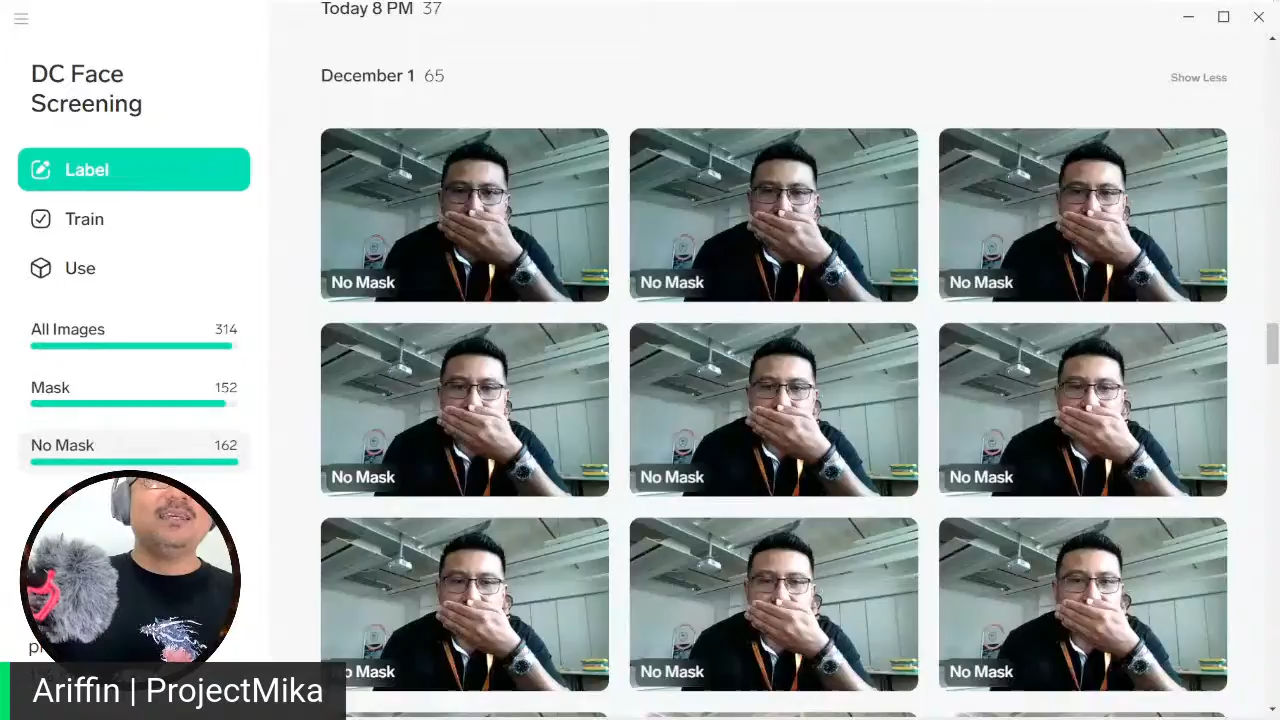 Today 8 PM 37
December 1 65
Show Less
DC Face
Screening
Label
Train
Use
All Images 314
Mask 152
No Mask 162
No Mask
No Mask
No Mask
No Mask
No Mask
No Mask
No Mask
No Mask
No Mask
Ariffin | ProjectMika